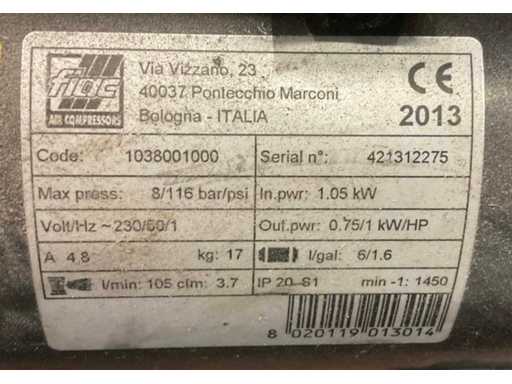 fiac
AIR COMPRESSORS
Via Vizzano, 23
40037 Pontecchio Marconi
Bologna - ITALIA
CE
2013
Code: 1038001000
Serial n°: 421312275
Max press: 8/116 bar/psi
In.pwr: 1.05 kW
Volt/Hz ~230/50/1
Out.pwr: 0.75/1 kW/HP
A 4,8 kg: 17
l/gal: 6/1.6
l/min: 105 cfm: 3.7
IP 20 S1 min -1: 1450
8 020119 013014